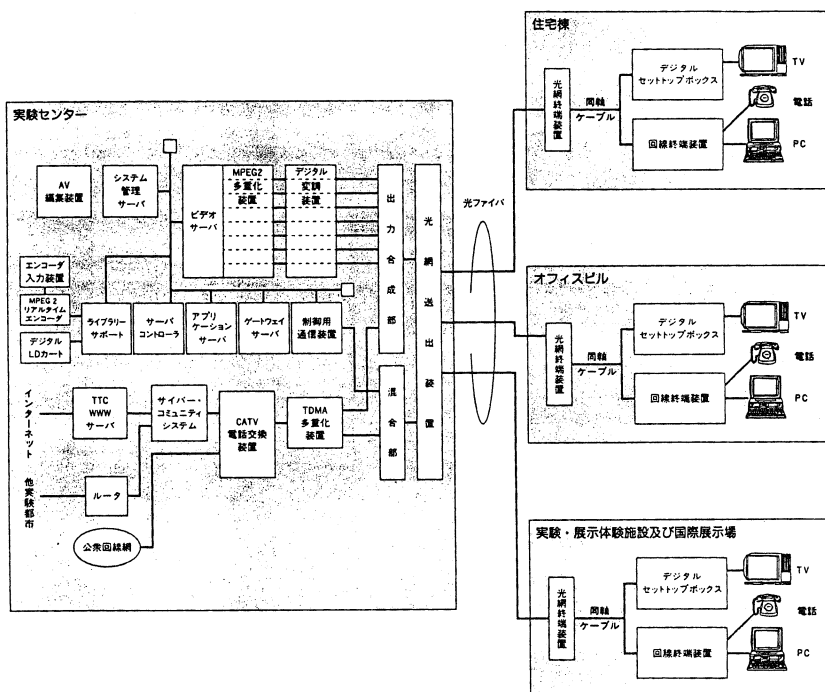 実験センター
AV
編集装置
システム
管理
サーバ
ビデオ
サーバ
MPEG2
多重化
装置
デジタル
変調
装置
出力合成部
光網送出装置
エンコーダ
入力装置
MPEG 2
リアルタイム
エンコーダ
デジタル
LDカート
ライブラリー
サポート
サーバ
コントローラ
アプリ
ケーション
サーバ
ゲートウェイ
サーバ
制御用
通信装置
インターネット
TTC
WWW
サーバ
サイバー・
コミュニティ
システム
CATV
電話交換
装置
TDMA
多重化
装置
混合部
他実験都市
ルータ
公衆回線網
光ファイバ
住宅棟
光網終端装置
同軸
ケーブル
デジタル
セットトップボックス
回線終端装置
TV
電話
PC
オフィスビル
光網終端装置
同軸
ケーブル
デジタル
セットトップボックス
回線終端装置
TV
電話
PC
実験・展示体験施設及び国際展示場
光網終端装置
同軸
ケーブル
デジタル
セットトップボックス
回線終端装置
TV
電話
PC